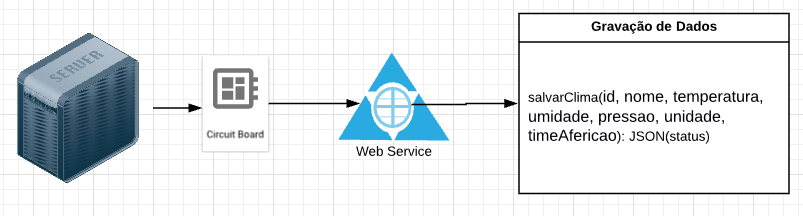 SERVER
Circuit Board
Web Service
Gravação de Dados
salvarClima(id, nome, temperatura,
umidade, pressao, unidade,
timeAfericao): JSON(status)